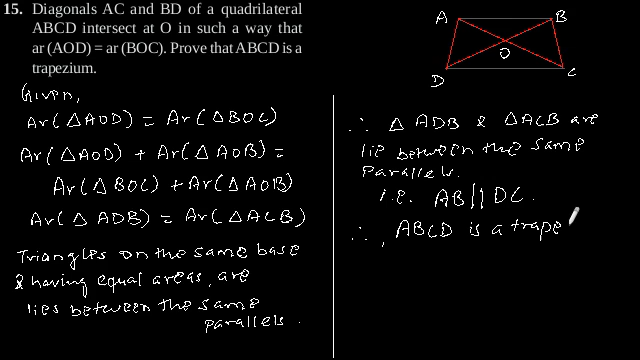 15. Diagonals AC and BD of a quadrilateral
ABCD intersect at O in such a way that
ar (AOD) = ar (BOC). Prove that ABCD is a
trapezium.
Given,
Ar(△AOD) = Ar(△BOC)
Ar(△AOD) + Ar(△AOB) =
Ar(△BOC) + Ar(△AOB)
Ar(△ADB) = Ar(△ACB)
Triangles on the same base
& having equal areas, are
lies between the same
parallels.
A B
O
D C
∴ △ADB & △ACB are
lie between the same
Parallels.
i.e. AB || DC.
∴, ABCD is a trape